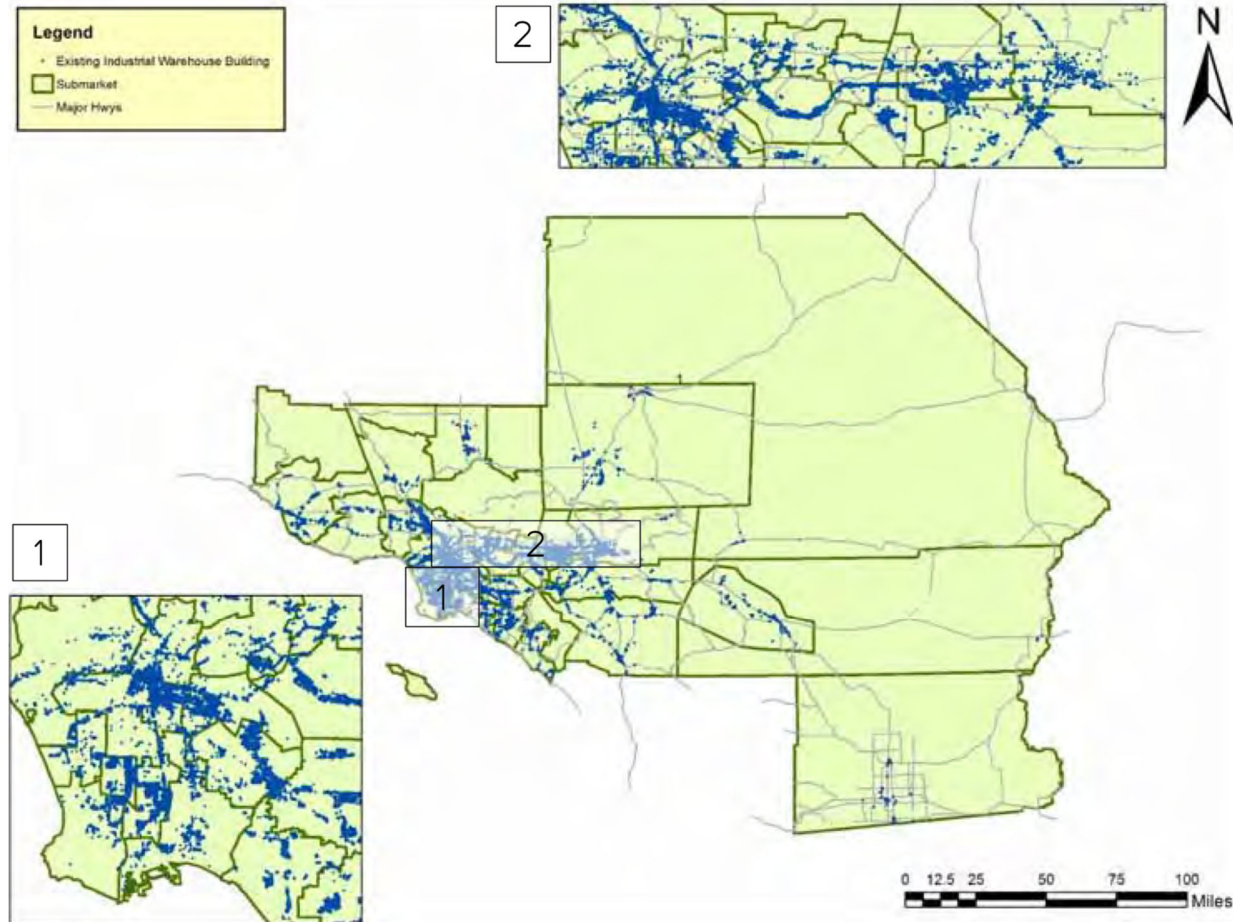 Legend
Existing Industrial Warehouse Building
Submarket
Major Hwys
2
N
1
2
1
0 12.5 25 50 75 100
Miles